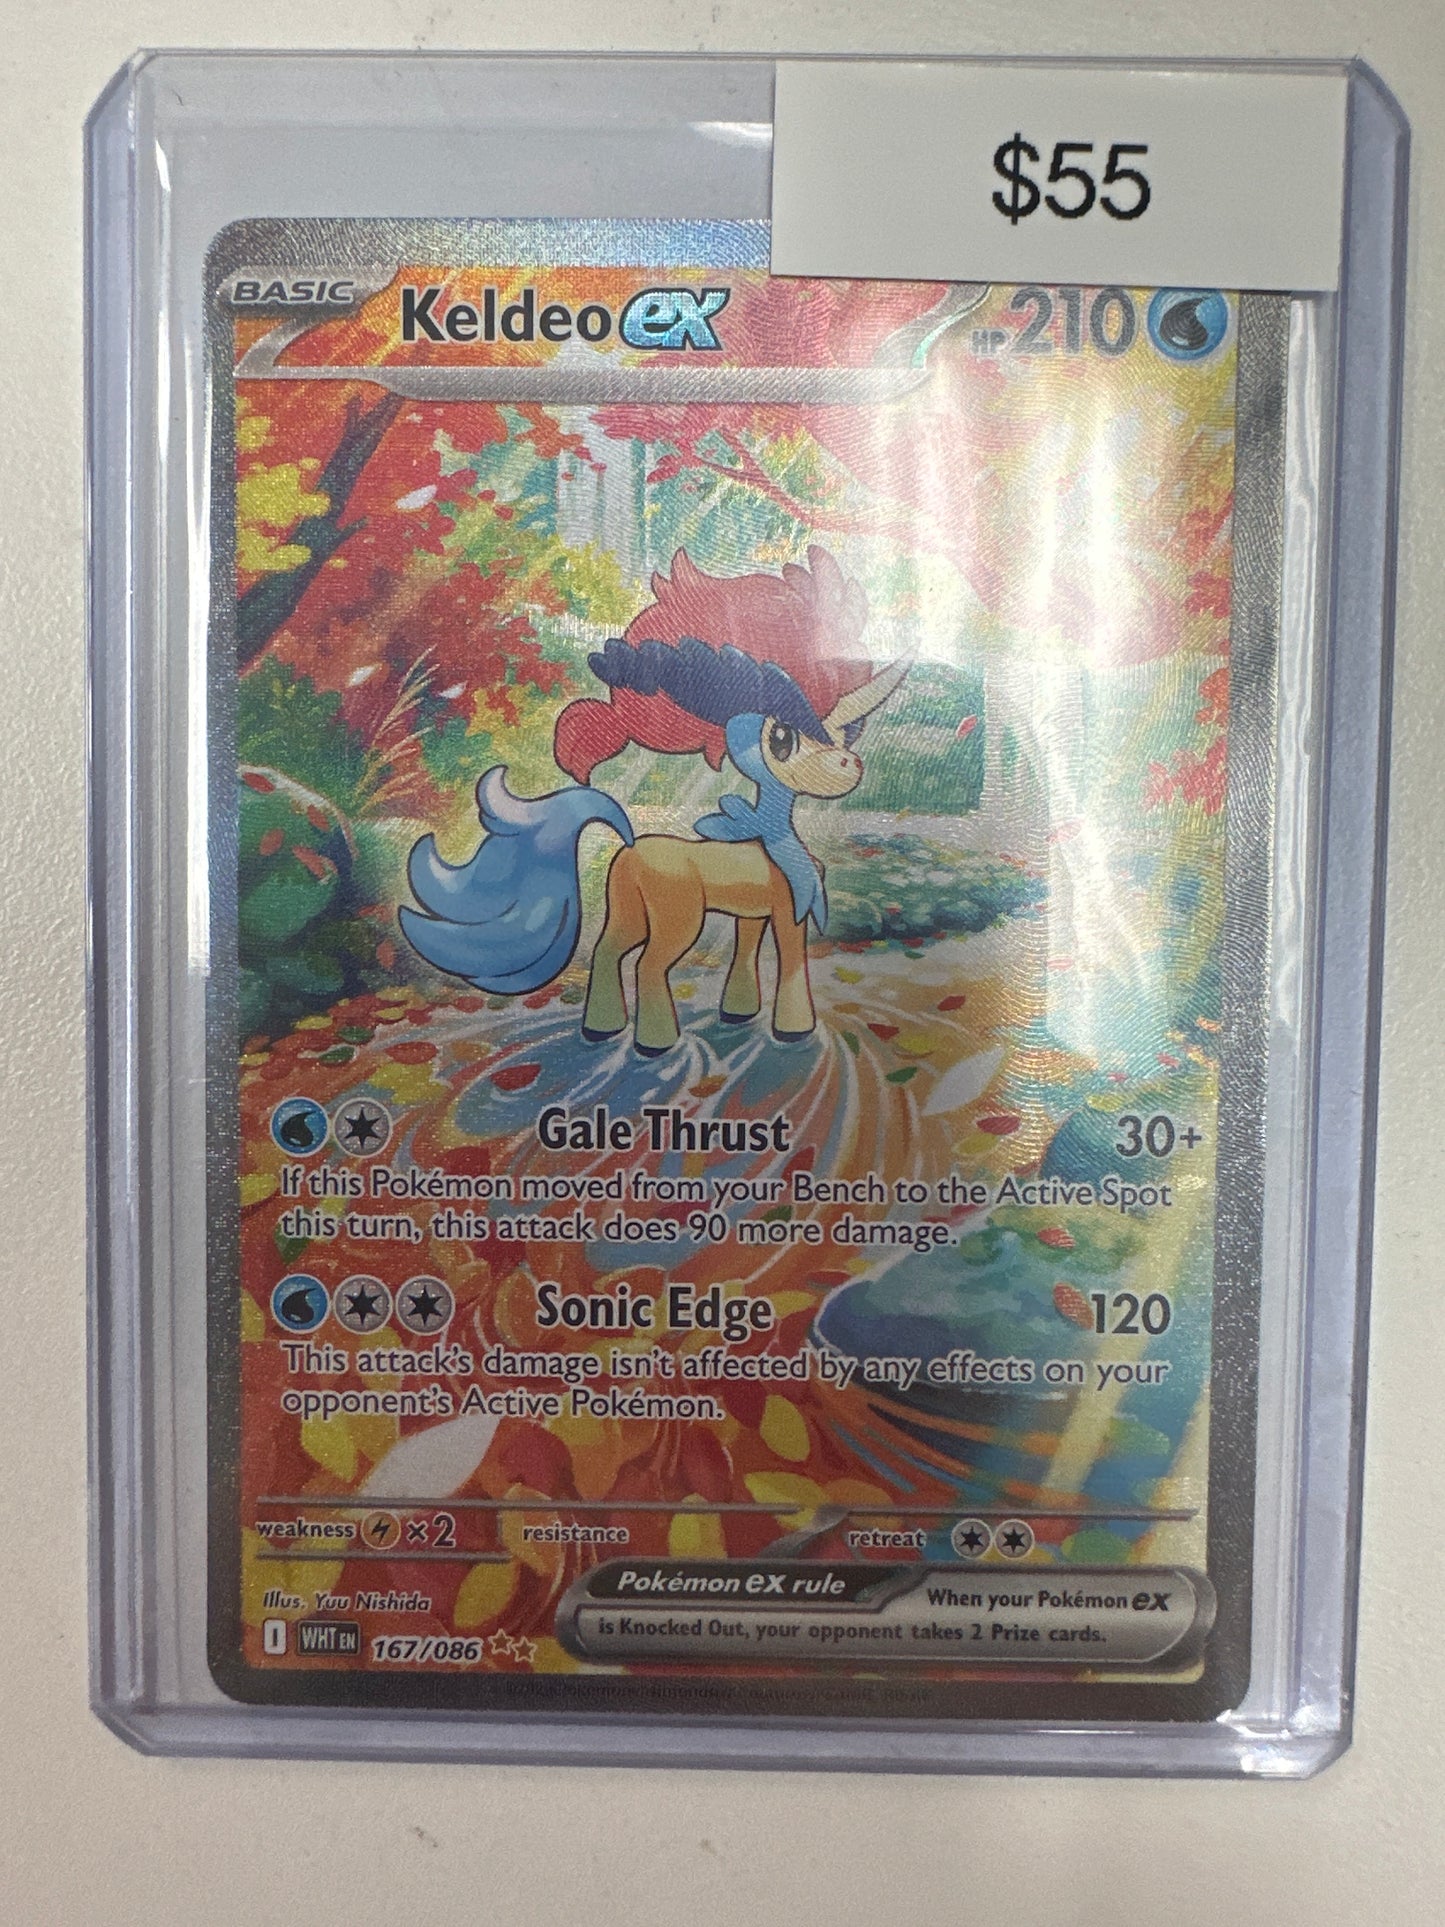 $55
BASIC Keldeo ex HP 210
Gale Thrust 30+
If this Pokémon moved from your Bench to the Active Spot
this turn, this attack does 90 more damage.
Sonic Edge 120
This attack's damage isn't affected by any effects on your
opponent's Active Pokémon.
weakness ×2 resistance retreat
Illus. Yuu Nishida
Pokémon ex rule When your Pokémon ex
is Knocked Out, your opponent takes 2 Prize cards.
I WHT EN 167/086